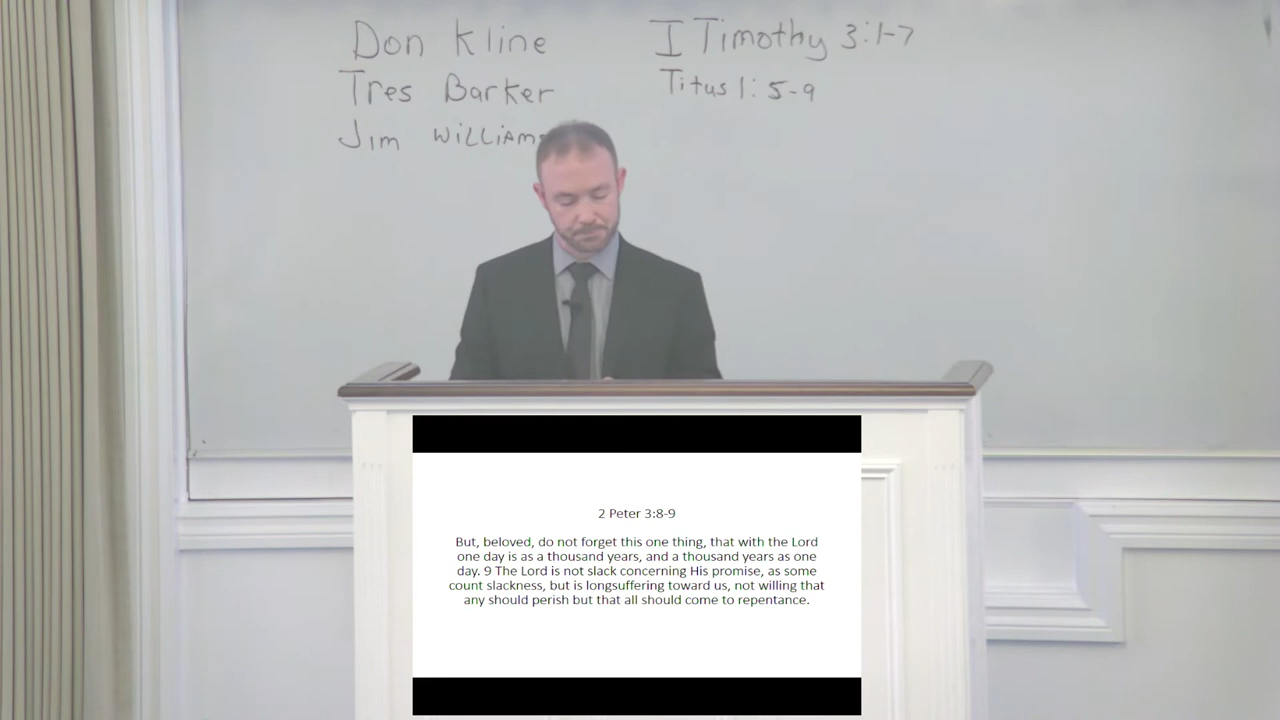 Don Kline
Tres Barker
Jim Williams
I Timothy 3:1-7
Titus 1:5-9
2 Peter 3:8-9
But, beloved, do not forget this one thing, that with the Lord
one day is as a thousand years, and a thousand years as one
day. 9 The Lord is not slack concerning His promise, as some
count slackness, but is longsuffering toward us, not willing that
any should perish but that all should come to repentance.